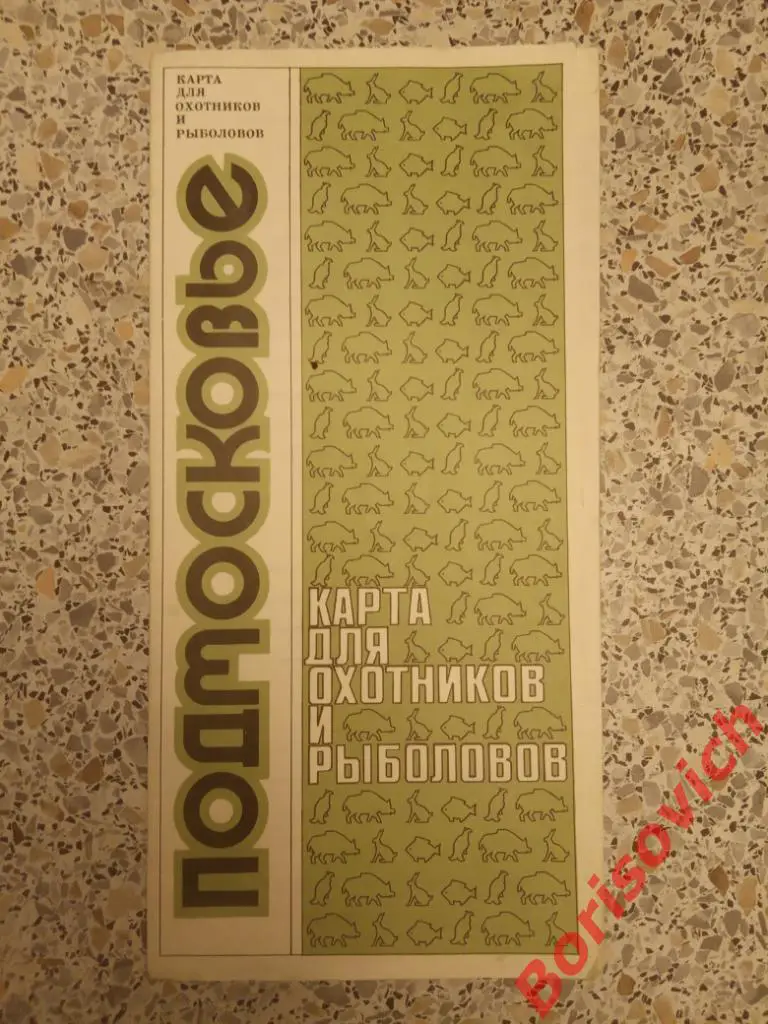 КАРТА
ДЛЯ
ОХОТНИКОВ
И
РЫБОЛОВОВ
ПОДМОСКОВЬЕ
КАРТА
ДЛЯ
ОХОТНИКОВ
И
РЫБОЛОВОВ
Borisovich